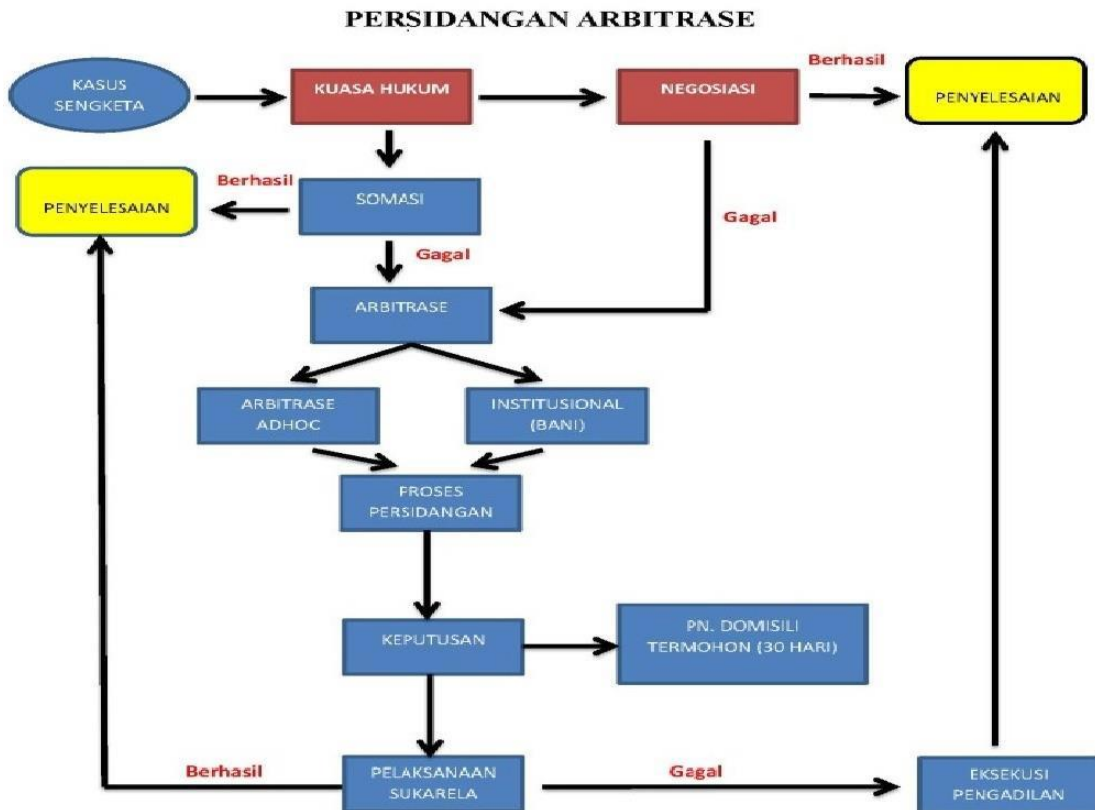 PERSIDANGAN ARBITRASE
KASUS
SENGKETA
KUASA HUKUM
NEGOSIASI
Berhasil
PENYELESAIAN
PENYELESAIAN
Berhasil
SOMASI
Gagal
Gagal
ARBITRASE
ARBITRASE
ADHOC
INSTITUSIONAL
(BANI)
FROSES
PERSIDANGAN
KEPUTUSAN
PN. DOMISILI
TERMOHON (30 HARI)
Berhasil
PELAKSANAAN
SUKARELA
Gagal
EKSEKUSI
PENGADILAN